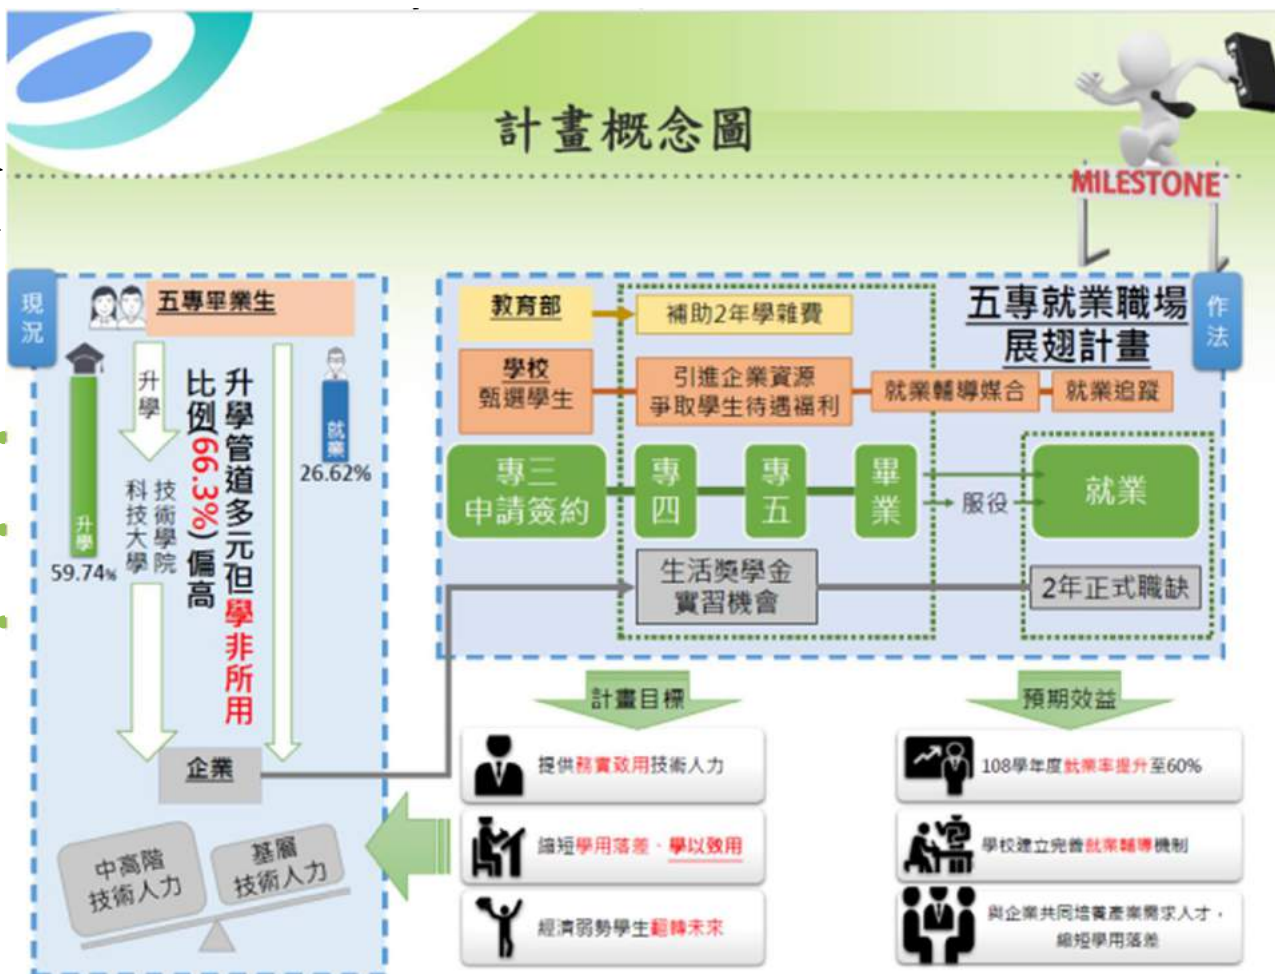 計畫概念圖
MILESTONE
現況
五專畢業生
升學
59.74%
升學
技術學院
科技大學
升學管道多元但學非所用
比例(66.3%)偏高
就業
26.62%
企業
中高階
技術人力
基層
技術人力
作法
五專就業職場
展翅計畫
教育部
補助2年學雜費
學校
甄選學生
引進企業資源
爭取學生待遇福利
就業輔導媒合
就業追蹤
專三
申請簽約
專四
專五
畢業
服役
就業
生活獎學金
實習機會
2年正式職缺
計畫目標
提供務實致用技術人力
縮短學用落差、學以致用
經濟弱勢學生翻轉未來
預期效益
108學年度就業率提升至60%
學校建立完善就業輔導機制
與企業共同培養產業需求人才，
縮短學用落差